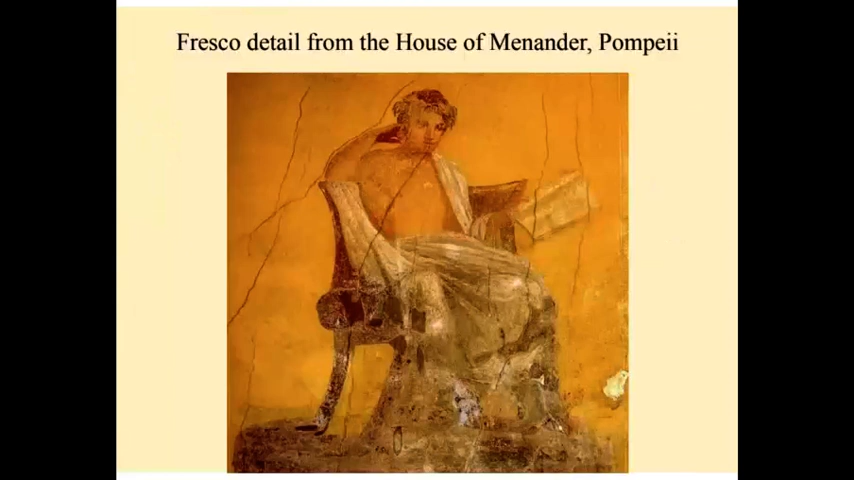 Fresco detail from the House of Menander, Pompeii